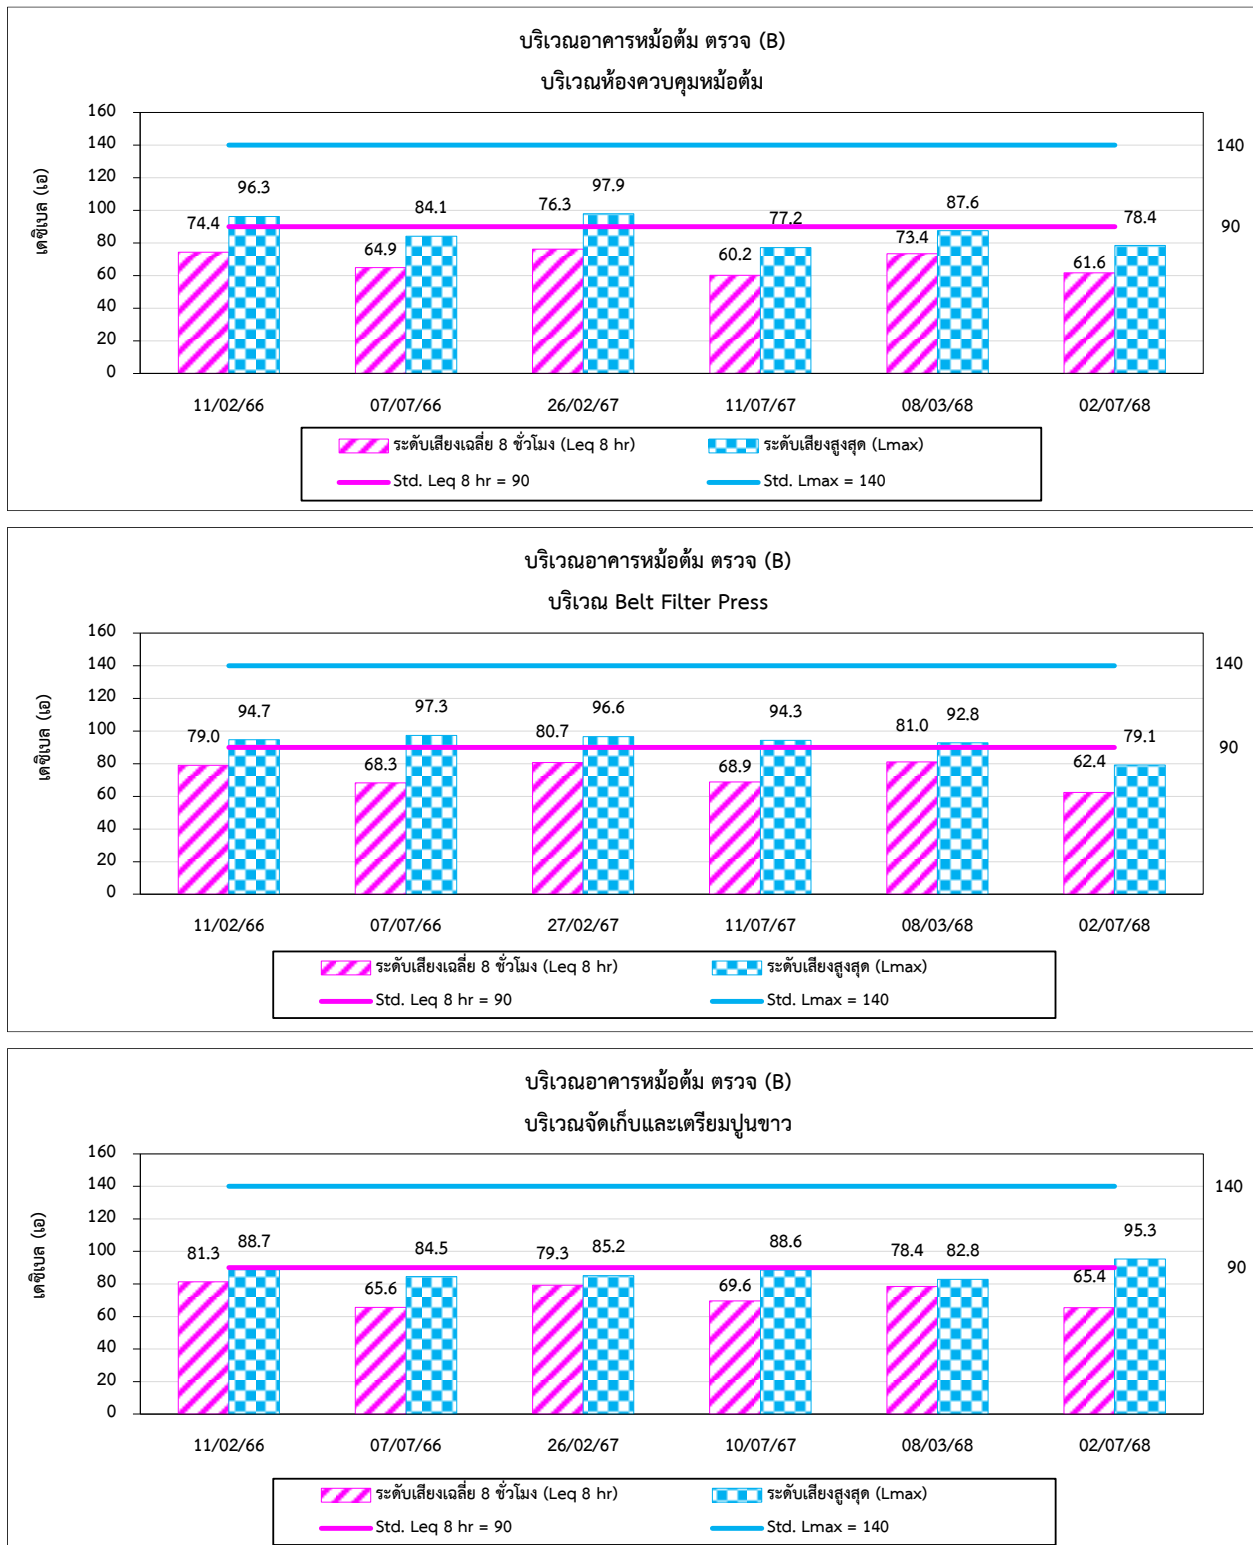 บริเวณอาคารหม้อต้ม ตรวจ (B)
บริเวณห้องควบคุมหม้อต้ม
เดซิเบล (เอ)
160
140
120
100
80
60
40
20
0
140
90
74.4 96.3 64.9 84.1 76.3 97.9 60.2 77.2 73.4 87.6 61.6 78.4
11/02/66 07/07/66 26/02/67 11/07/67 08/03/68 02/07/68
ระดับเสียงเฉลี่ย 8 ชั่วโมง (Leq 8 hr) ระดับเสียงสูงสุด (Lmax)
Std. Leq 8 hr = 90 Std. Lmax = 140
บริเวณอาคารหม้อต้ม ตรวจ (B)
บริเวณ Belt Filter Press
เดซิเบล (เอ)
160
140
120
100
80
60
40
20
0
140
90
79.0 94.7 68.3 97.3 80.7 96.6 68.9 94.3 81.0 92.8 62.4 79.1
11/02/66 07/07/66 27/02/67 11/07/67 08/03/68 02/07/68
ระดับเสียงเฉลี่ย 8 ชั่วโมง (Leq 8 hr) ระดับเสียงสูงสุด (Lmax)
Std. Leq 8 hr = 90 Std. Lmax = 140
บริเวณอาคารหม้อต้ม ตรวจ (B)
บริเวณจัดเก็บและเตรียมปูนขาว
เดซิเบล (เอ)
160
140
120
100
80
60
40
20
0
140
90
81.3 88.7 65.6 84.5 79.3 85.2 69.6 88.6 78.4 82.8 65.4 95.3
11/02/66 07/07/66 26/02/67 10/07/67 08/03/68 02/07/68
ระดับเสียงเฉลี่ย 8 ชั่วโมง (Leq 8 hr) ระดับเสียงสูงสุด (Lmax)
Std. Leq 8 hr = 90 Std. Lmax = 140